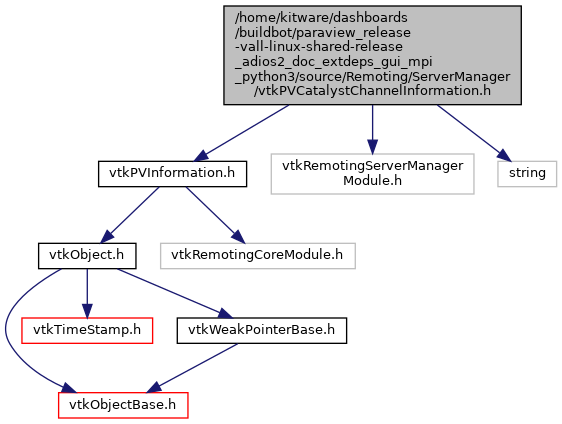 /home/kitware/dashboards
/buildbot/paraview_release
-vall-linux-shared-release
_adios2_doc_extdeps_gui_mpi
_python3/source/Remoting/ServerManager
/vtkPVCatalystChannelInformation.h
vtkPVInformation.h
vtkRemotingServerManager
Module.h
string
vtkObject.h
vtkRemotingCoreModule.h
vtkTimeStamp.h
vtkWeakPointerBase.h
vtkObjectBase.h